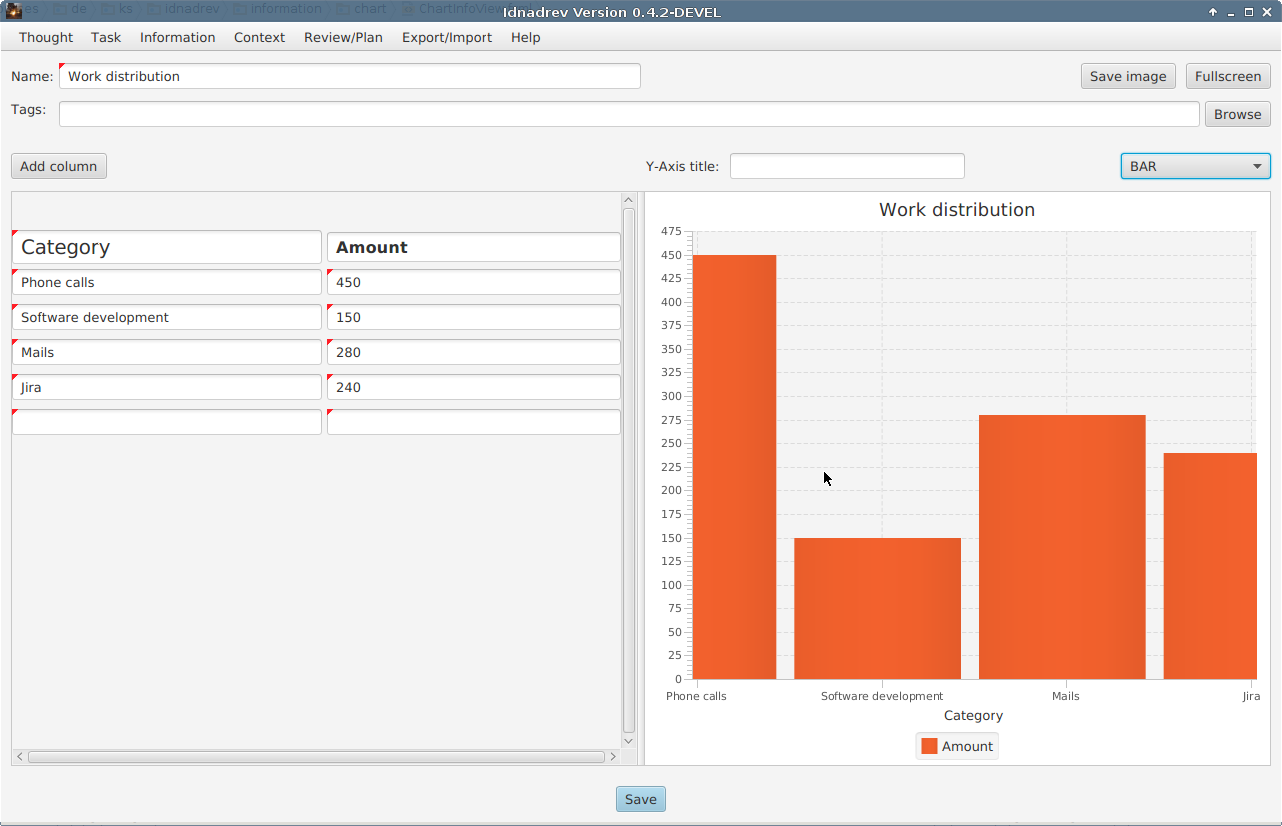 es de ks idnadrev information chart ChartInfoView
Idnadrev Version 0.4.2-DEVEL
Thought Task Information Context Review/Plan Export/Import Help
Name: Work distribution Save image Fullscreen
Tags: Browse
Add column Y-Axis title: BAR
Category Amount
Phone calls 450
Software development 150
Mails 280
Jira 240
Work distribution
475
450
425
400
375
350
325
300
275
250
225
200
175
150
125
100
75
50
25
0
Phone calls Software development Mails Jira
Category
Amount
Save